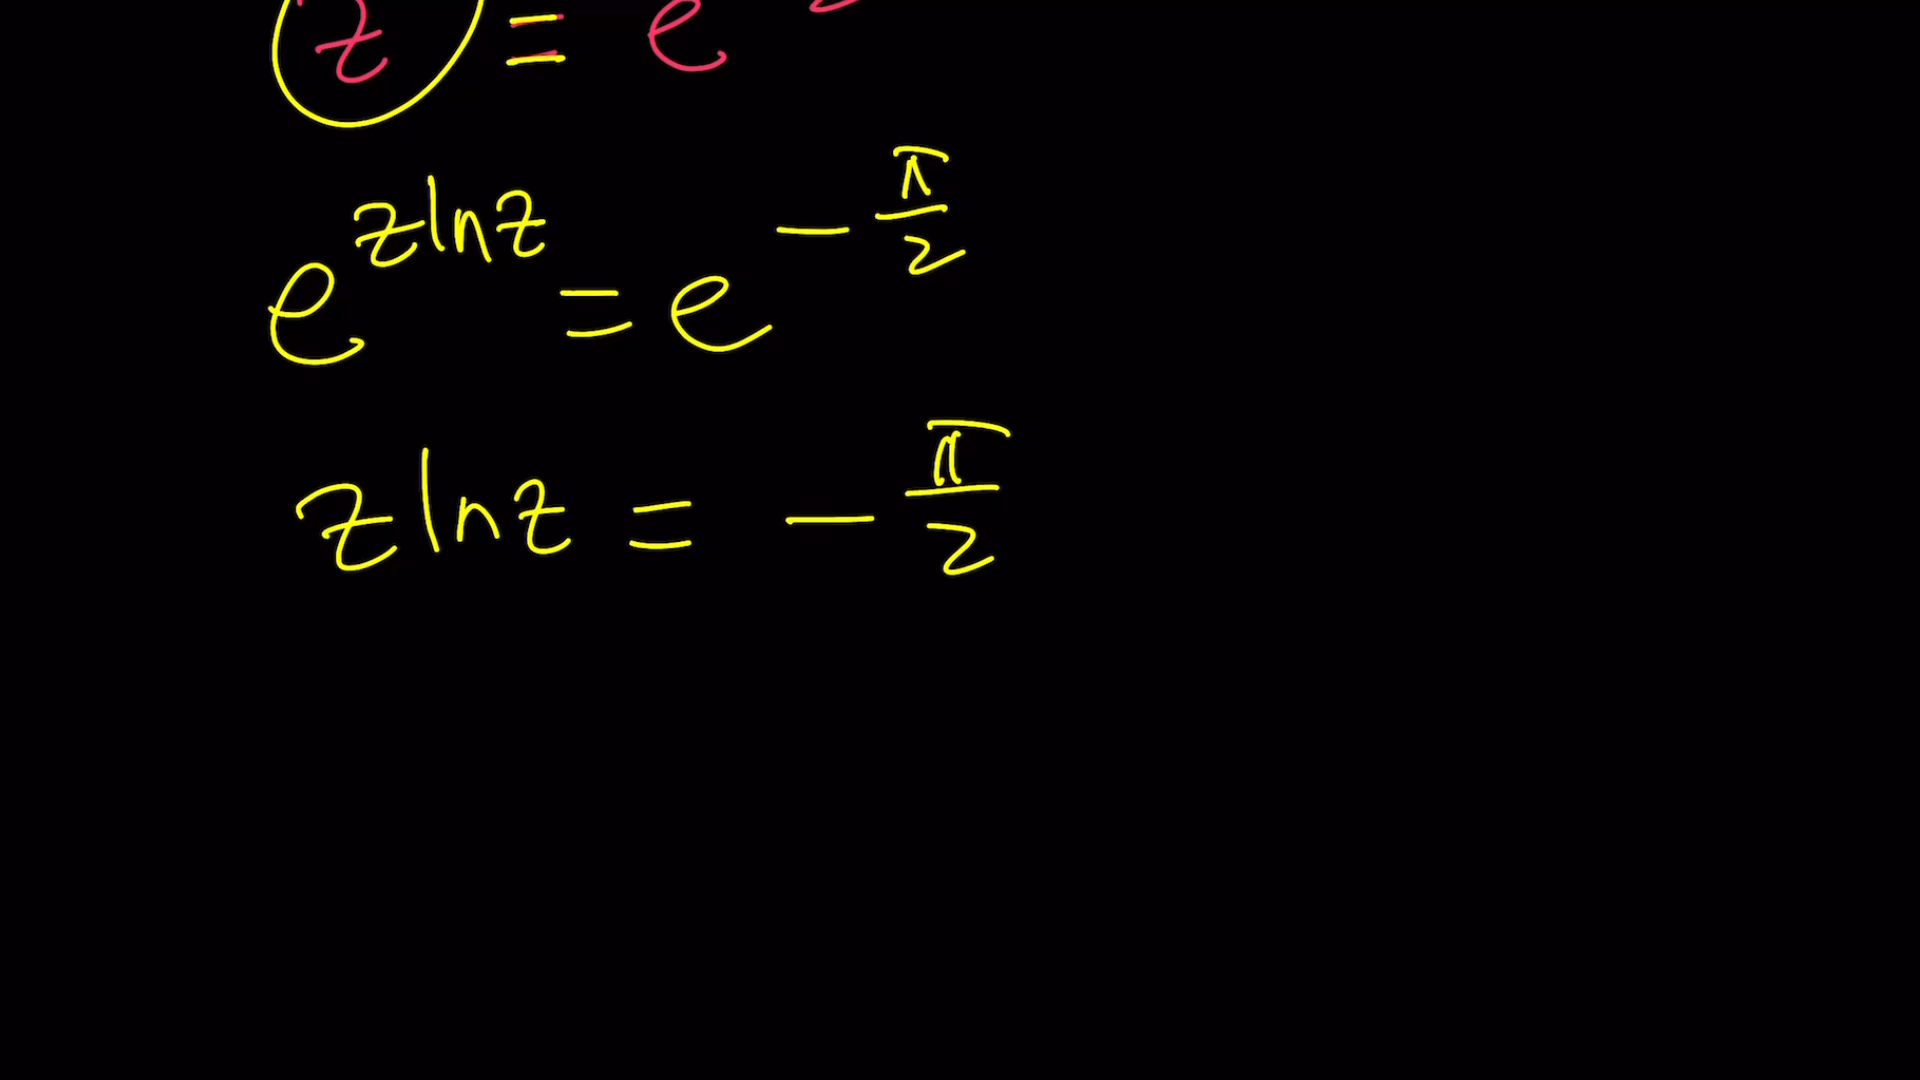 z = e
e^{z ln z} = e^{-π/2}
z ln z = -π/2